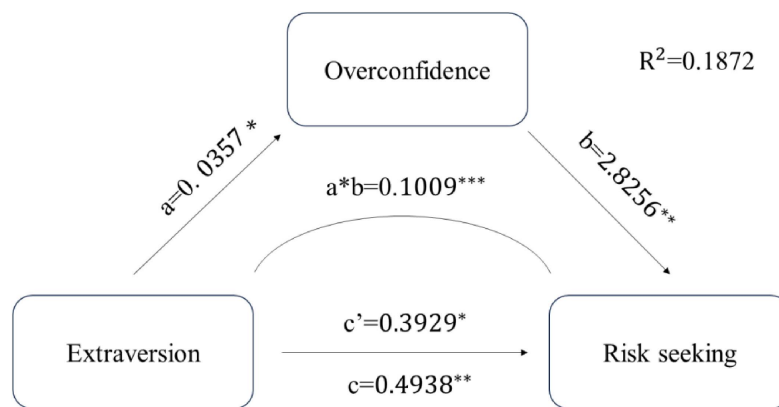 Overconfidence
R²=0.1872
a=0.0357 *
b=2.8256**
a*b=0.1009***
Extraversion
c’=0.3929*
c=0.4938**
Risk seeking